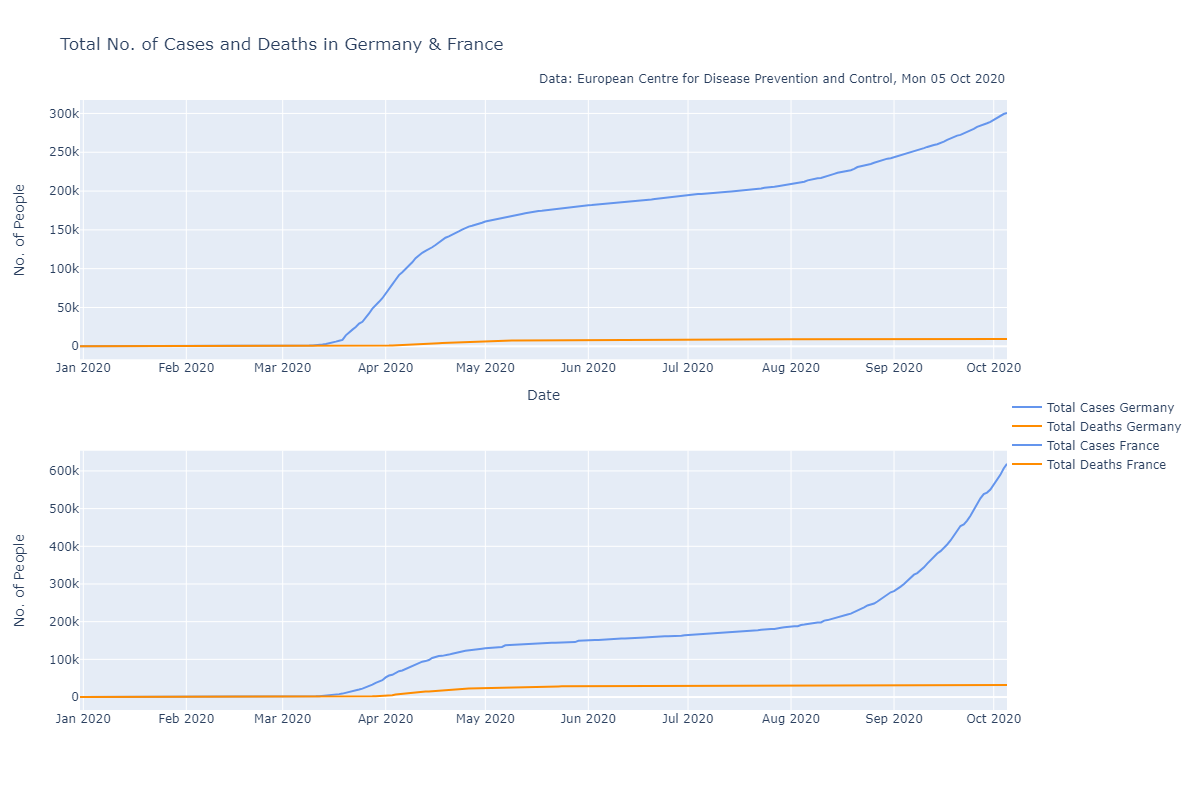 Total No. of Cases and Deaths in Germany & France
Data: European Centre for Disease Prevention and Control, Mon 05 Oct 2020
No. of People
300k
250k
200k
150k
100k
50k
0
Jan 2020 Feb 2020 Mar 2020 Apr 2020 May 2020 Jun 2020 Jul 2020 Aug 2020 Sep 2020 Oct 2020
Date
Total Cases Germany
Total Deaths Germany
Total Cases France
Total Deaths France
No. of People
600k
500k
400k
300k
200k
100k
0
Jan 2020 Feb 2020 Mar 2020 Apr 2020 May 2020 Jun 2020 Jul 2020 Aug 2020 Sep 2020 Oct 2020